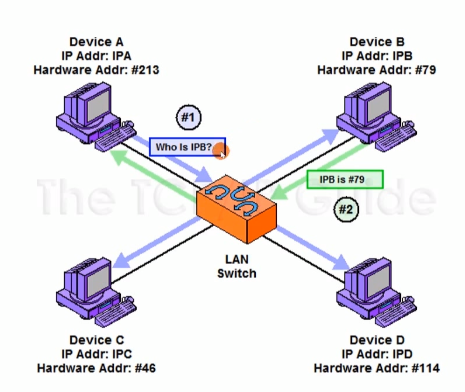 Device A
IP Addr: IPA
Hardware Addr: #213
Device B
IP Addr: IPB
Hardware Addr: #79
#1
Who Is IPB?
IPB is #79
#2
The TC Guide
LAN
Switch
Device C
IP Addr: IPC
Hardware Addr: #46
Device D
IP Addr: IPD
Hardware Addr: #114